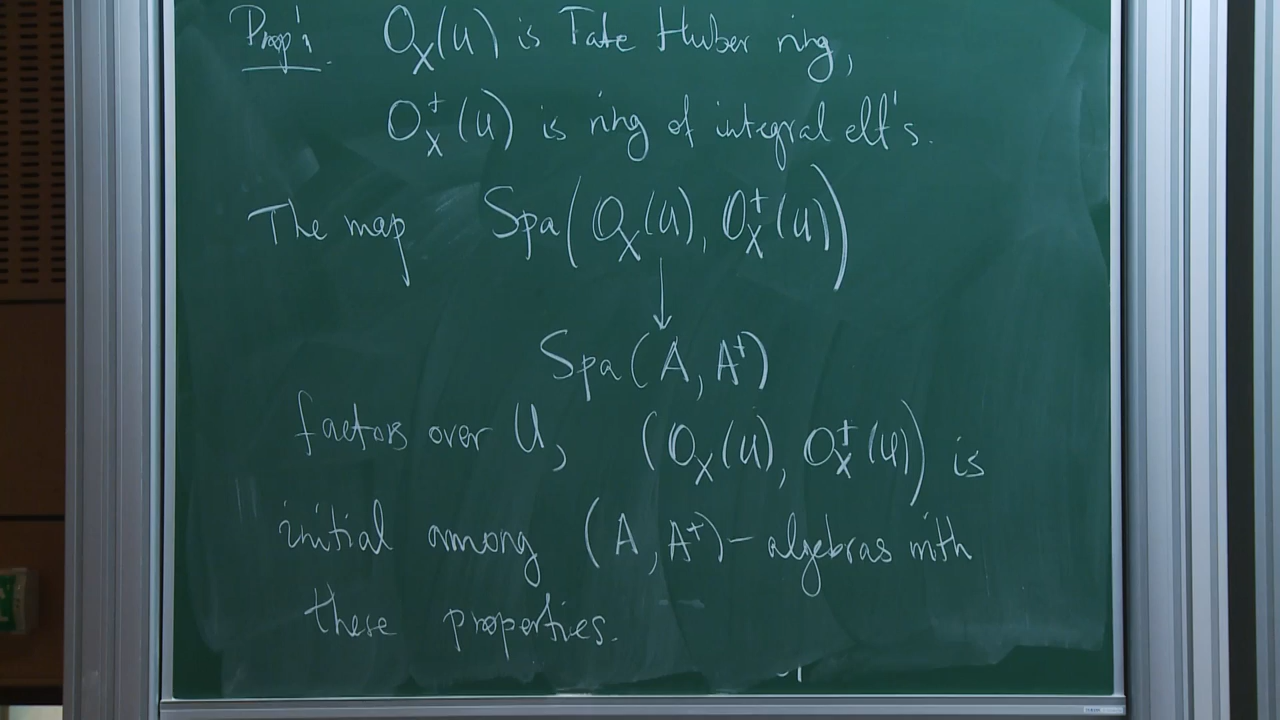 Prop'n. O_X(U) is Tate Huber ring,
O_X^+(U) is ring of integral elt's.
The map Spa(O_X(U), O_X^+(U))
↓
Spa(A, A^+)
factors over U, (O_X(U), O_X^+(U)) is
initial among (A, A^+)-algebras with
these properties.